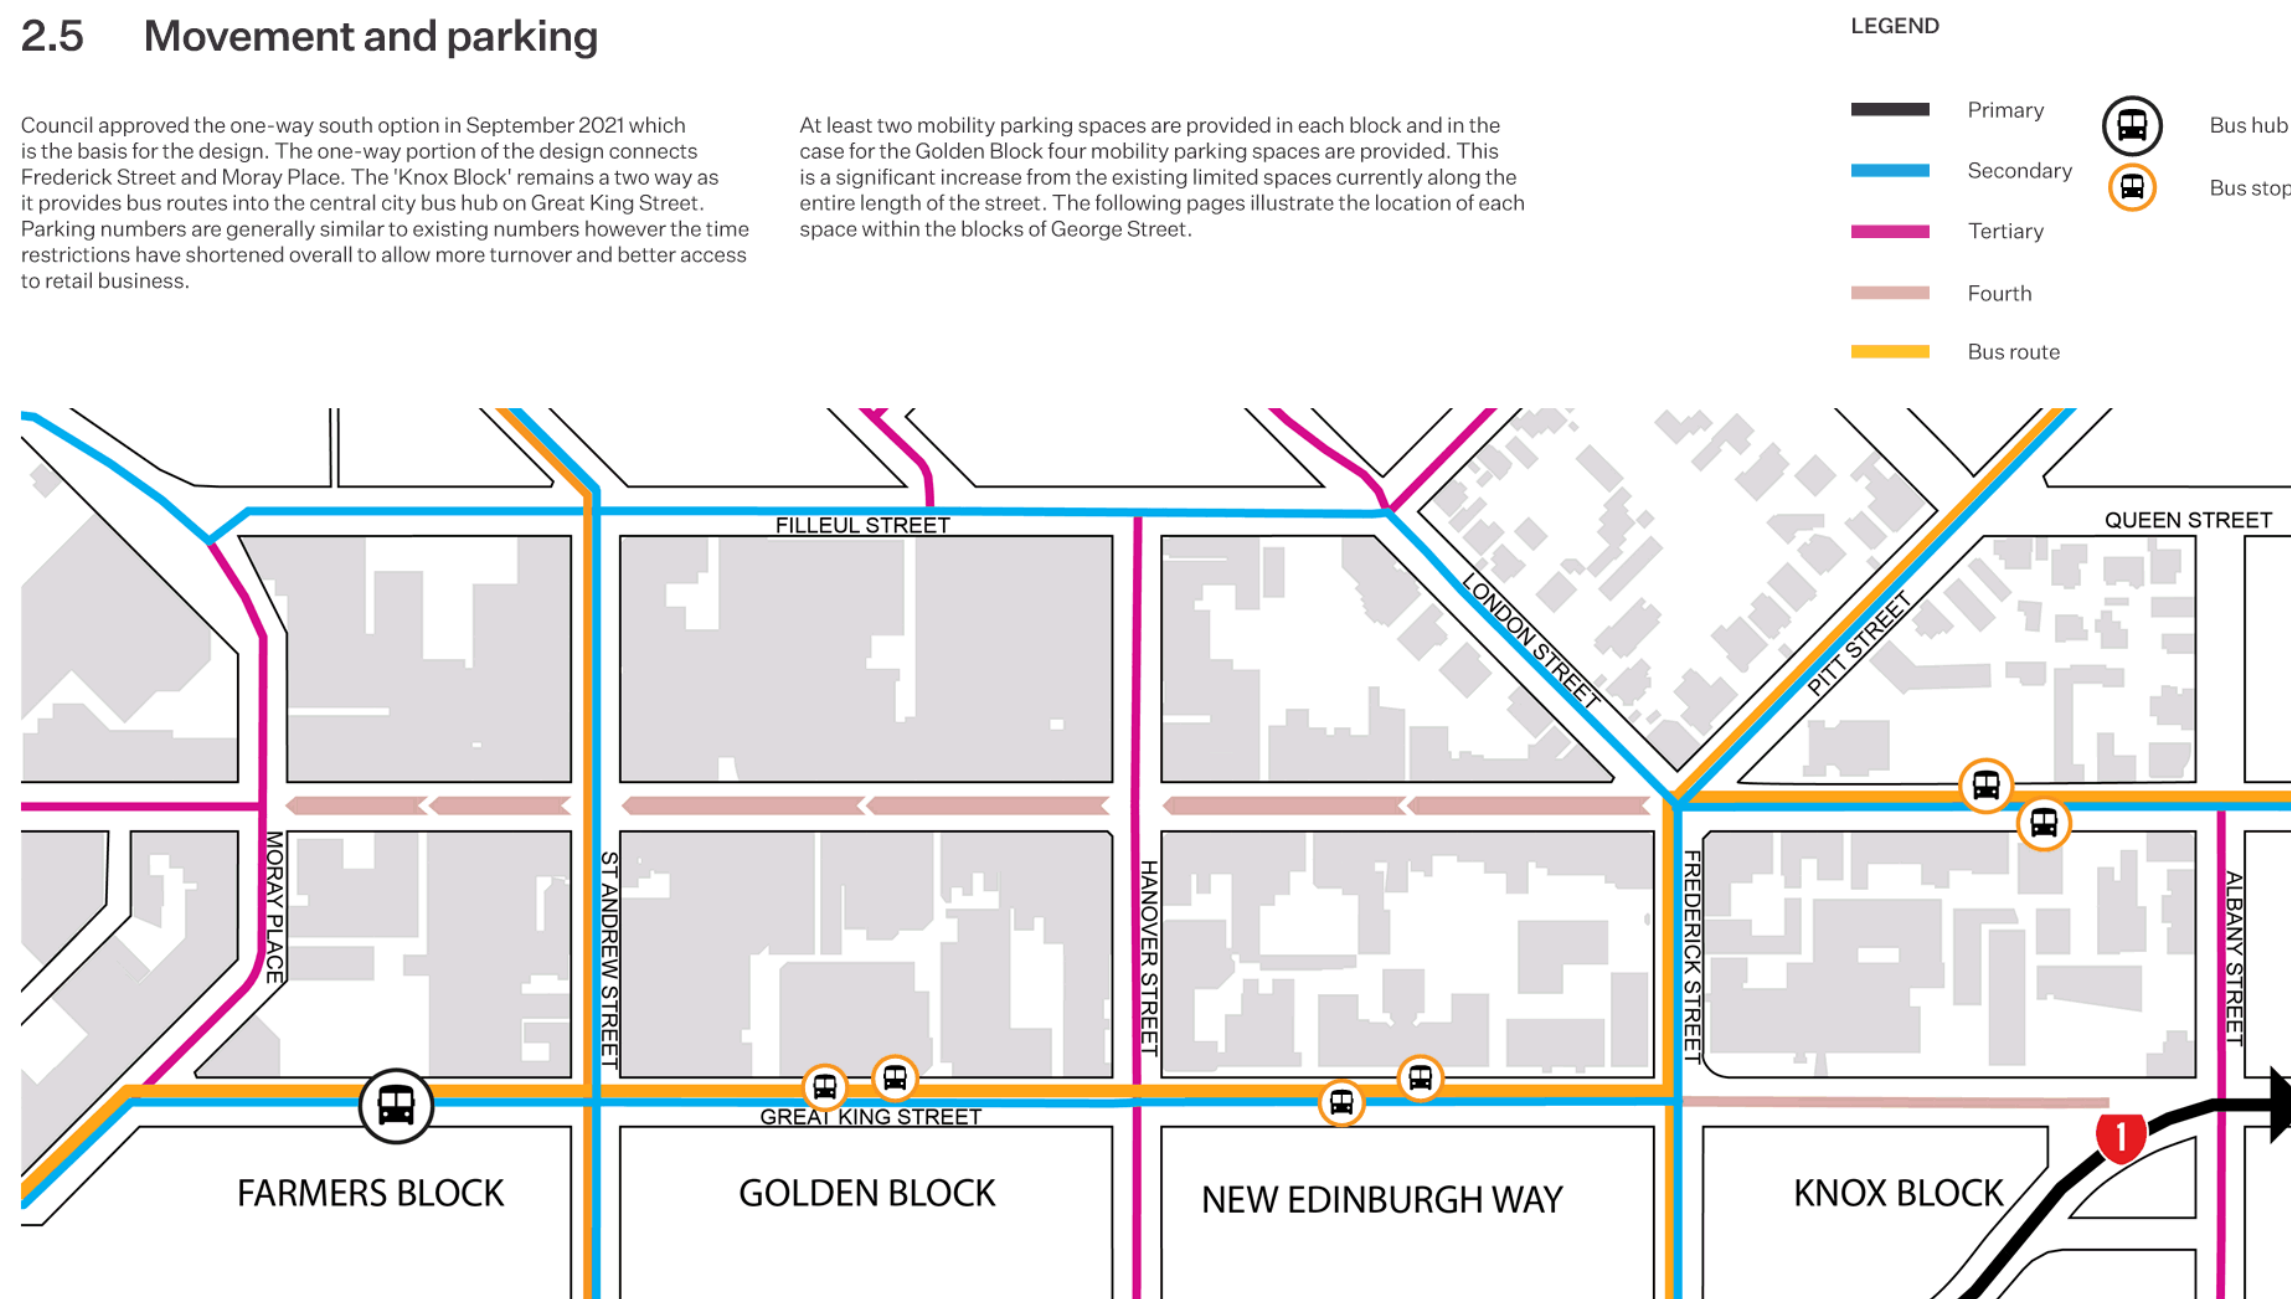 2.5 Movement and parking
Council approved the one-way south option in September 2021 which
is the basis for the design. The one-way portion of the design connects
Frederick Street and Moray Place. The 'Knox Block' remains a two way as
it provides bus routes into the central city bus hub on Great King Street.
Parking numbers are generally similar to existing numbers however the time
restrictions have shortened overall to allow more turnover and better access
to retail business.
At least two mobility parking spaces are provided in each block and in the
case for the Golden Block four mobility parking spaces are provided. This
is a significant increase from the existing limited spaces currently along the
entire length of the street. The following pages illustrate the location of each
space within the blocks of George Street.
LEGEND
Primary
Secondary
Tertiary
Fourth
Bus route
Bus hub
Bus stop
FILLEUL STREET
QUEEN STREET
LONDON STREET
PITT STREET
MORAY PLACE
ST ANDREW STREET
HANOVER STREET
FREDERICK STREET
ALBANY STREET
GREAT KING STREET
1
FARMERS BLOCK
GOLDEN BLOCK
NEW EDINBURGH WAY
KNOX BLOCK